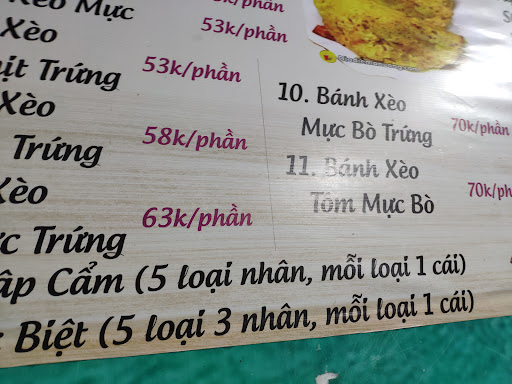 Xèo Mực
53k/phần
Xèo
53k/phần
Trứng
53k/phần
Xèo
Trứng
58k/phần
Xèo
63k/phần
Trứng
10. Bánh Xèo
Mực Bò Trứng
70k/phần
11. Bánh Xèo
Tôm Mực Bò
70k/
Cẩm (5 loại nhân, mỗi loại 1 cái)
Biệt (5 loại 3 nhân, mỗi loại 1 cái)